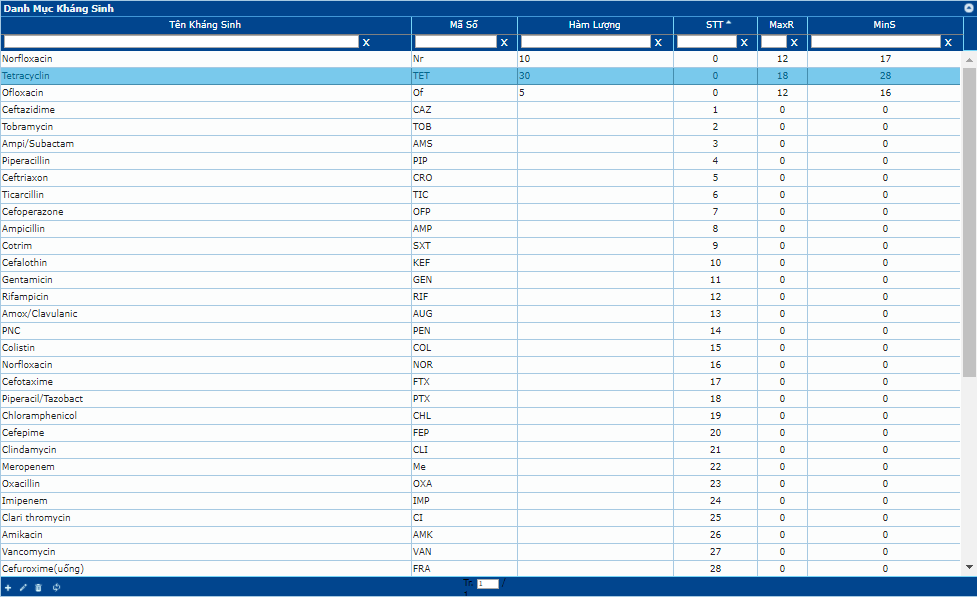 Danh Mục Kháng Sinh
Tên Kháng Sinh Mã Số Hàm Lượng STT MaxR MinS
X X X X X X
Norfloxacin Nr 10 0 12 17
Tetracyclin TET 30 0 18 28
Ofloxacin Of 5 0 12 16
Ceftazidime CAZ 1 0 0
Tobramycin TOB 2 0 0
Ampi/Subactam AMS 3 0 0
Piperacillin PIP 4 0 0
Ceftriaxon CRO 5 0 0
Ticarcillin TIC 6 0 0
Cefoperazone OFP 7 0 0
Ampicillin AMP 8 0 0
Cotrim SXT 9 0 0
Cefalothin KEF 10 0 0
Gentamicin GEN 11 0 0
Rifampicin RIF 12 0 0
Amox/Clavulanic AUG 13 0 0
PNC PEN 14 0 0
Colistin COL 15 0 0
Norfloxacin NOR 16 0 0
Cefotaxime FTX 17 0 0
Piperacil/Tazobact PTX 18 0 0
Chloramphenicol CHL 19 0 0
Cefepime FEP 20 0 0
Clindamycin CLI 21 0 0
Meropenem Me 22 0 0
Oxacillin OXA 23 0 0
Imipenem IMP 24 0 0
Clari thromycin CI 25 0 0
Amikacin AMK 26 0 0
Vancomycin VAN 27 0 0
Cefuroxime(uống) FRA 28 0 0
Tr. 1 /